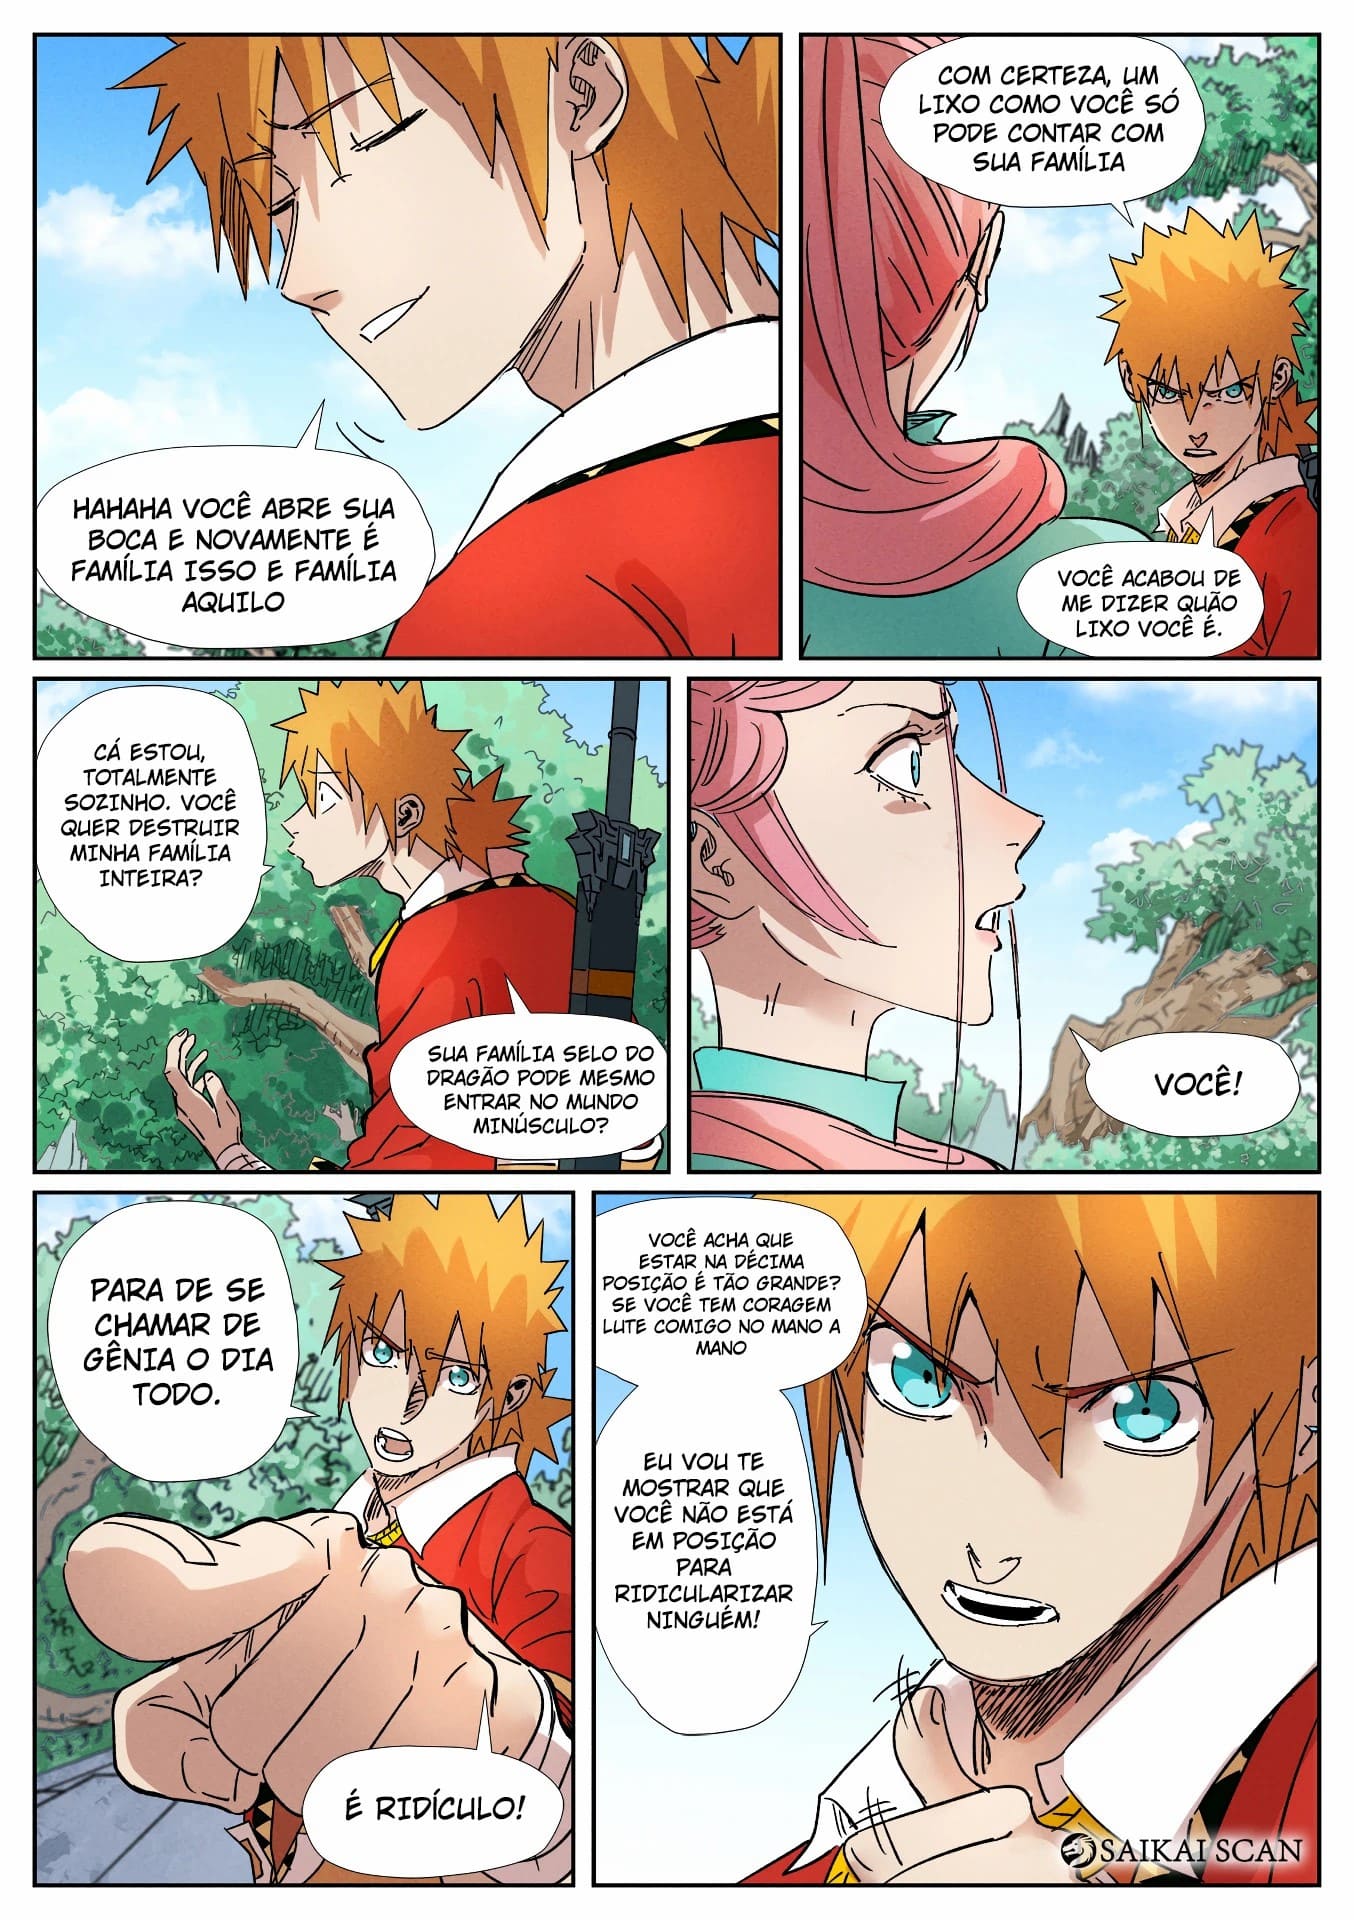 HAHAHA VOCÊ ABRE SUA
BOCA E NOVAMENTE É
FAMÍLIA ISSO E FAMÍLIA
AQUILO
COM CERTEZA, UM
LIXO COMO VOCÊ SÓ
PODE CONTAR COM
SUA FAMÍLIA
VOCÊ ACABOU DE
ME DIZER QUÃO
LIXO VOCÊ É.
CÁ ESTOU,
TOTALMENTE
SOZINHO. VOCÊ
QUER DESTRUIR
MINHA FAMÍLIA
INTEIRA?
SUA FAMÍLIA SELO DO
DRAGÃO PODE MESMO
ENTRAR NO MUNDO
MINÚSCULO?
VOCÊ!
PARA DE SE
CHAMAR DE
GÊNIA O DIA
TODO.
É RIDÍCULO!
VOCÊ ACHA QUE
ESTAR NA DÉCIMA
POSIÇÃO É TÃO GRANDE?
SE VOCÊ TEM CORAGEM
LUTE COMIGO NO MANO A
MANO
EU VOU TE
MOSTRAR QUE
VOCÊ NÃO ESTÁ
EM POSIÇÃO
PARA
RIDICULARIZAR
NINGUÉM!
SAIKAI SCAN